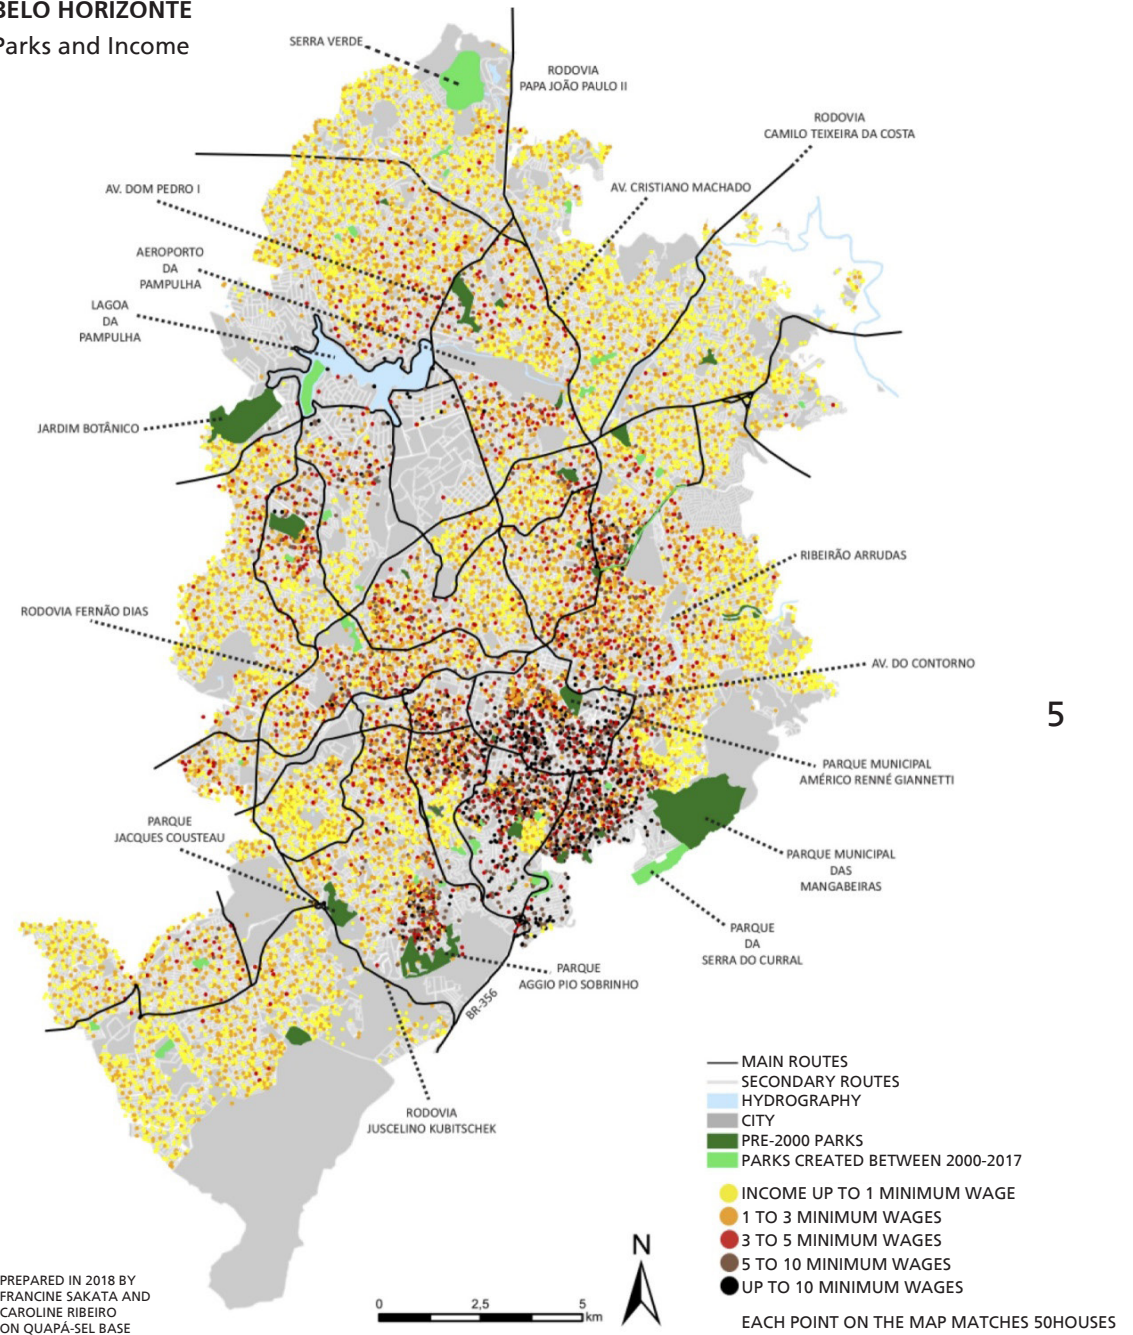 BELO HORIZONTE
Parks and Income
SERRA VERDE
RODOVIA
PAPA JOÃO PAULO II
RODOVIA
CAMILO TEIXEIRA DA COSTA
AV. DOM PEDRO I
AV. CRISTIANO MACHADO
AEROPORTO
DA
PAMPULHA
LAGOA
DA
PAMPULHA
JARDIM BOTÂNICO
RIBEIRÃO ARRUDAS
RODOVIA FERNÃO DIAS
AV. DO CONTORNO
5
PARQUE MUNICIPAL
AMÉRICO RENNÉ GIANNETTI
PARQUE
JACQUES COUSTEAU
PARQUE MUNICIPAL
DAS
MANGABEIRAS
PARQUE
DA
SERRA DO CURRAL
PARQUE
AGGIO PIO SOBRINHO
BR-356
RODOVIA
JUSCELINO KUBITSCHEK
MAIN ROUTES
SECONDARY ROUTES
HYDROGRAPHY
CITY
PRE-2000 PARKS
PARKS CREATED BETWEEN 2000-2017
INCOME UP TO 1 MINIMUM WAGE
1 TO 3 MINIMUM WAGES
3 TO 5 MINIMUM WAGES
5 TO 10 MINIMUM WAGES
UP TO 10 MINIMUM WAGES
EACH POINT ON THE MAP MATCHES 50HOUSES
N
0 2,5 5
km
PREPARED IN 2018 BY
FRANCINE SAKATA AND
CAROLINE RIBEIRO
ON QUAPÁ-SEL BASE